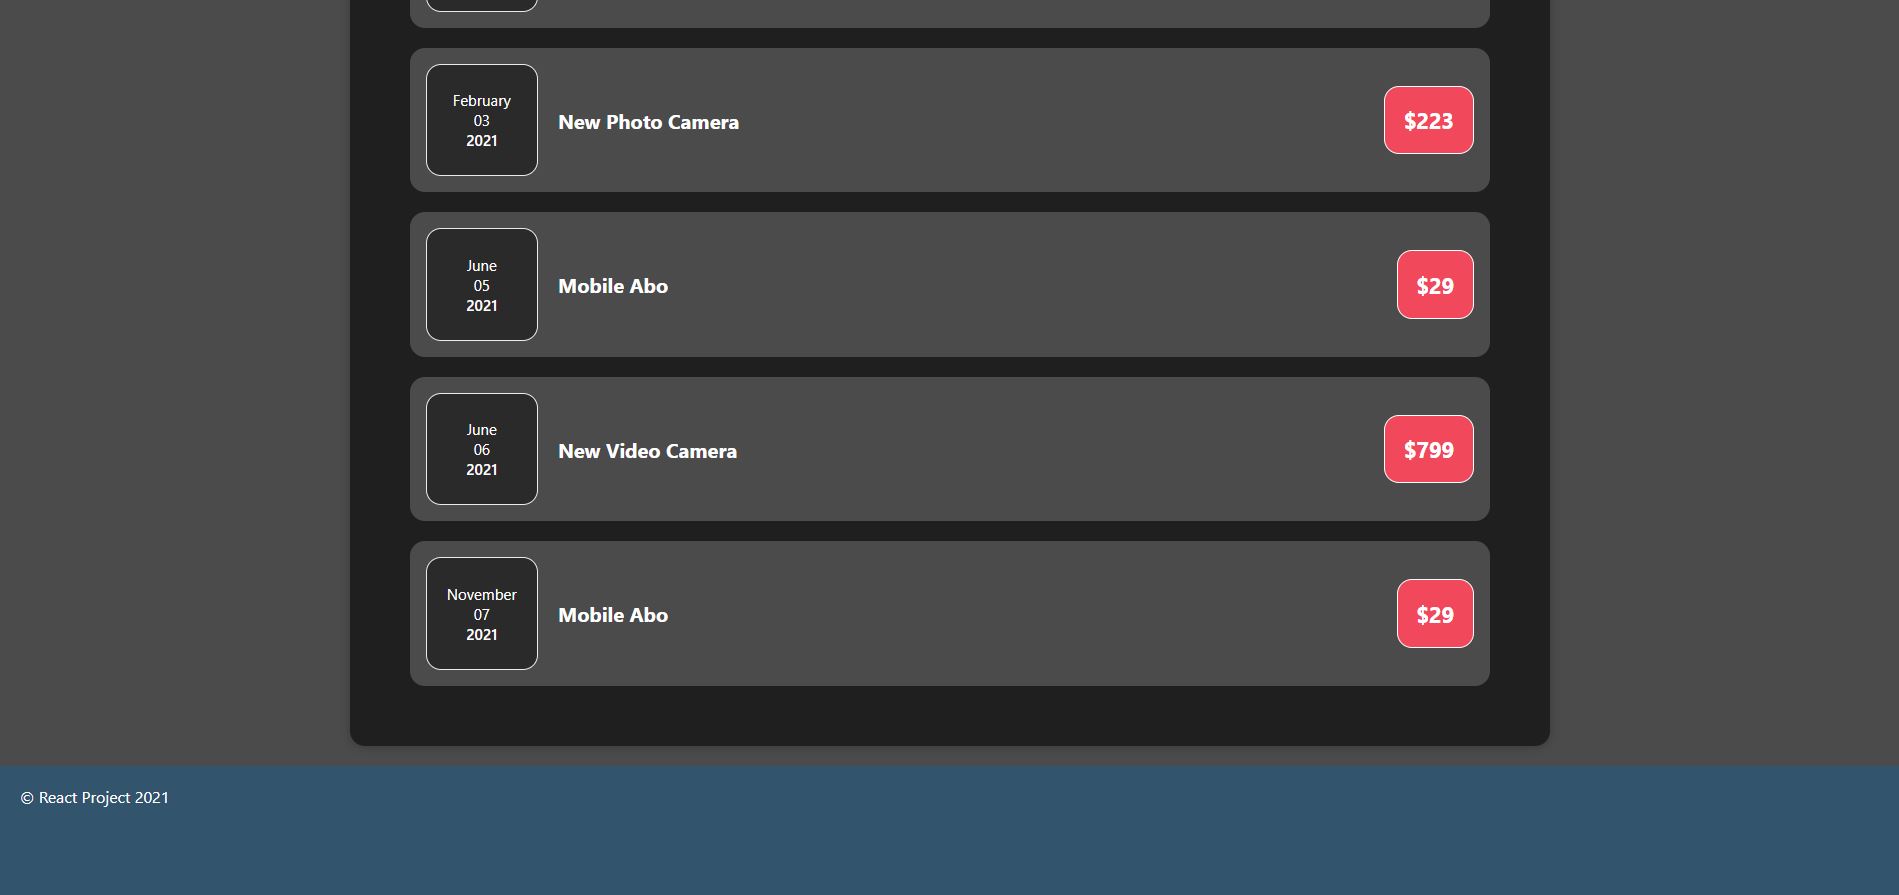 February
03
2021
New Photo Camera
$223
June
05
2021
Mobile Abo
$29
June
06
2021
New Video Camera
$799
November
07
2021
Mobile Abo
$29
© React Project 2021